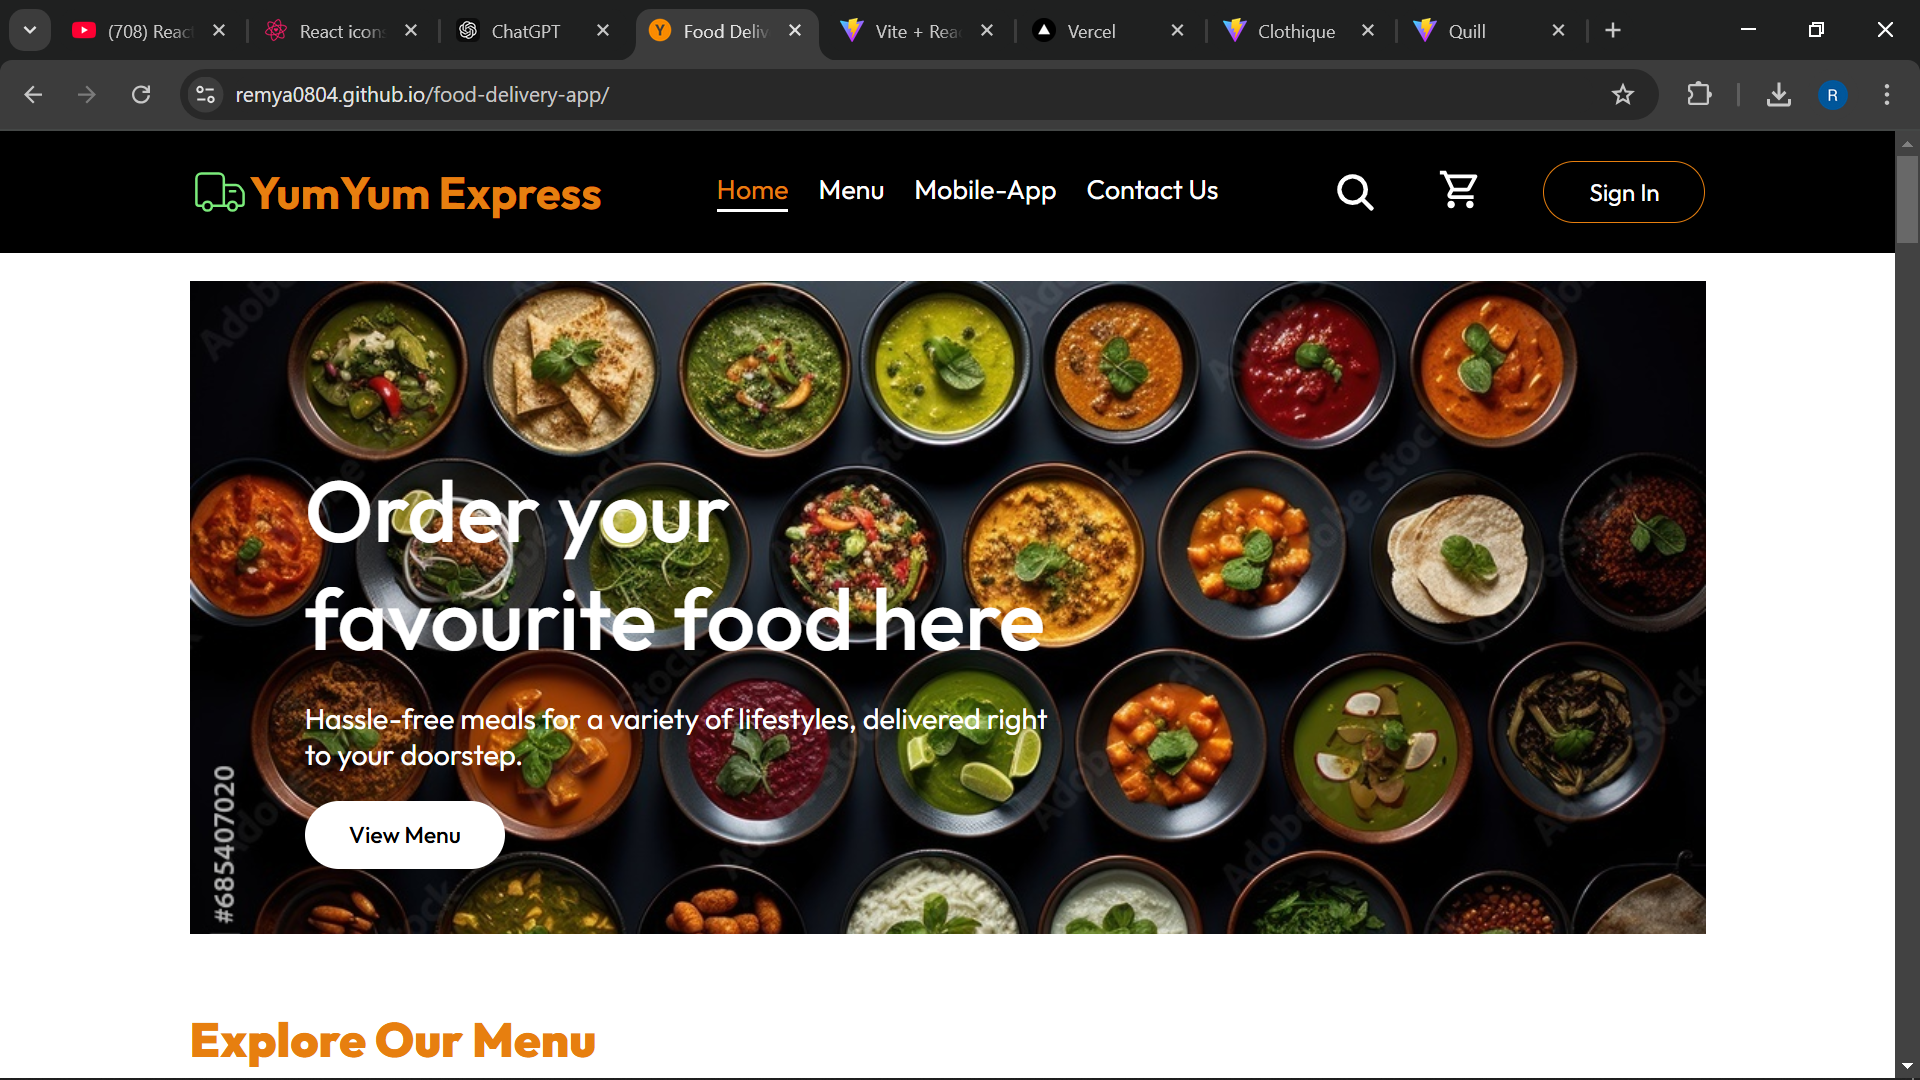 (708) React
React icons
ChatGPT
Food Deliv
Vite + Rea
Vercel
Clothique
Quill
remya0804.github.io/food-delivery-app/
R
YumYum Express
Home
Menu
Mobile-App
Contact Us
Sign In
Order your
favourite food here
Hassle-free meals for a variety of lifestyles, delivered right
to your doorstep.
View Menu
#685407020
Adobe Stock
Explore Our Menu